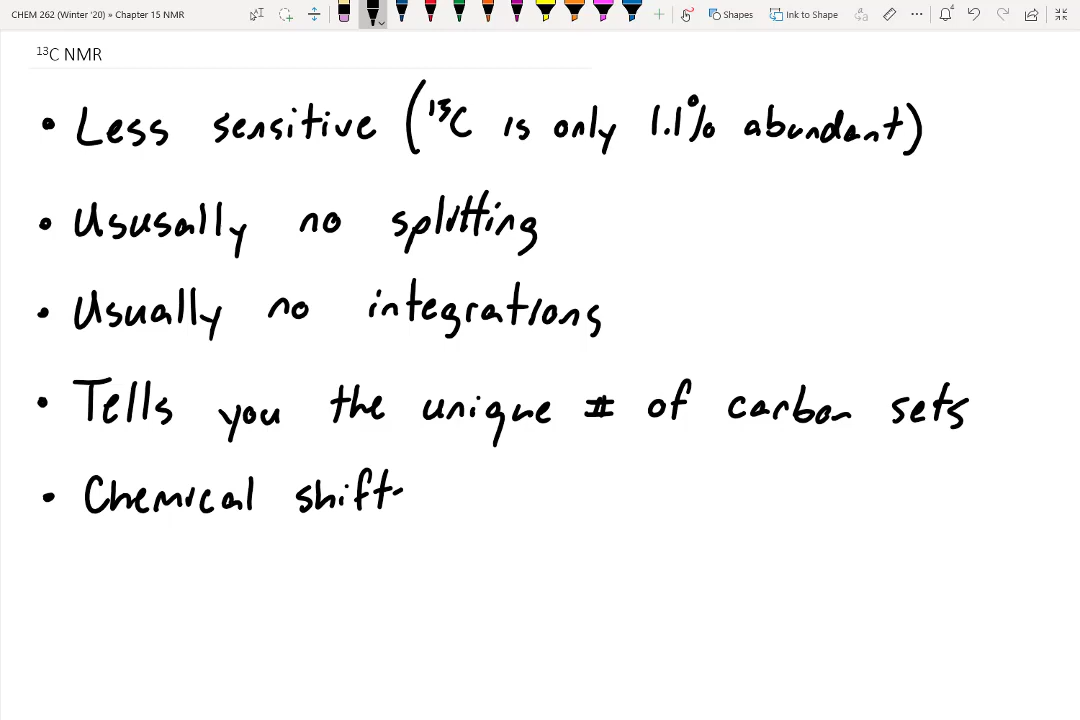 CHEM 262 (Winter '20) » Chapter 15 NMR Shapes Ink to Shape
¹³C NMR
• Less sensitive (¹³C is only 1.1% abundant)
• Ususally no splitting
• Usually no integrations
• Tells you the unique # of carbon sets
• Chemical shift